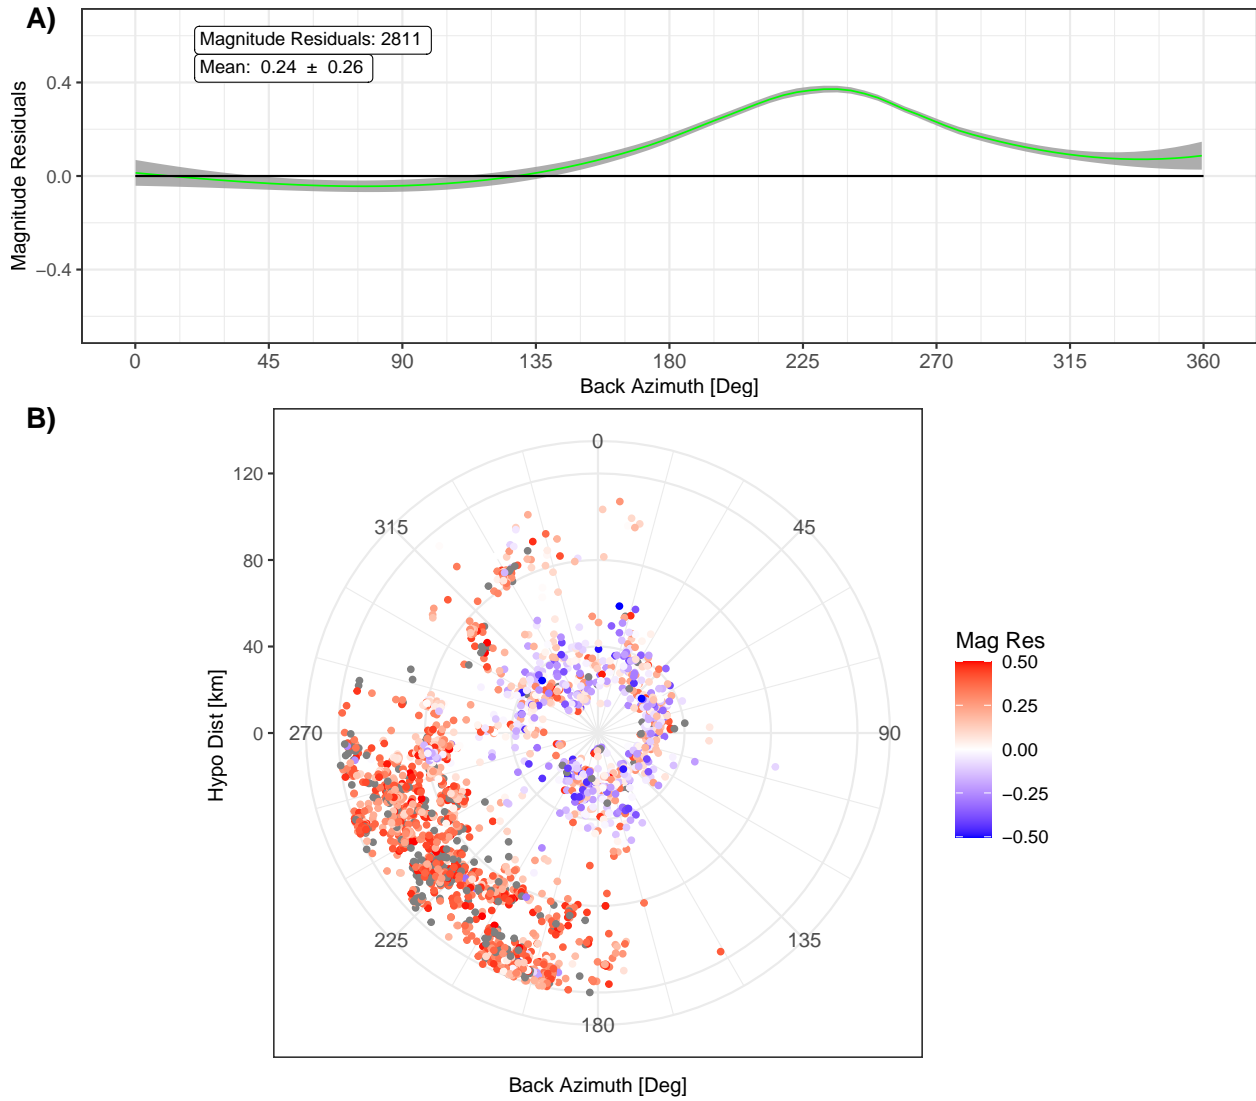 A)
Magnitude Residuals: 2811
Mean: 0.24 ± 0.26
Magnitude Residuals
0.4
0.0
−0.4
0 45 90 135 180 225 270 315 360
Back Azimuth [Deg]
B)
Hypo Dist [km]
120
80
40
0
0
45
90
135
180
225
270
315
Back Azimuth [Deg]
Mag Res
0.50
0.25
0.00
−0.25
−0.50